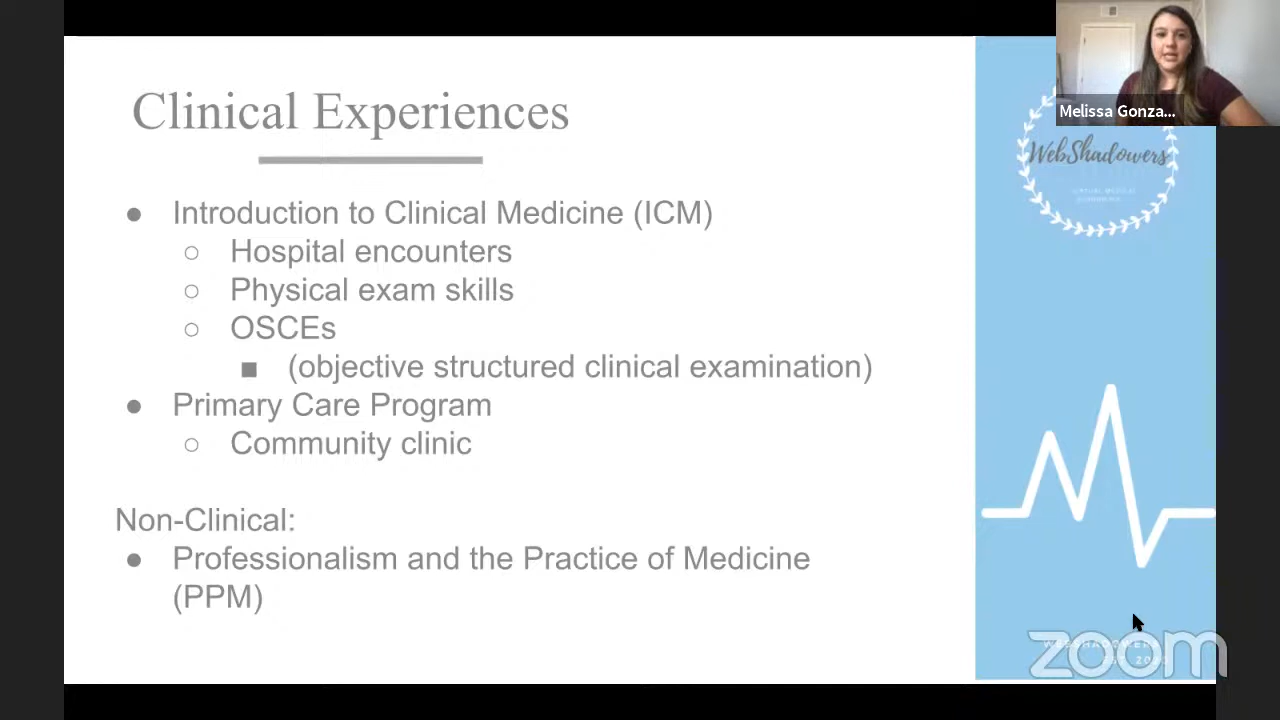 Clinical Experiences
● Introduction to Clinical Medicine (ICM)
○ Hospital encounters
○ Physical exam skills
○ OSCEs
■ (objective structured clinical examination)
● Primary Care Program
○ Community clinic
Non-Clinical:
● Professionalism and the Practice of Medicine
(PPM)
Melissa Gonza...
WebShadowers
zoom